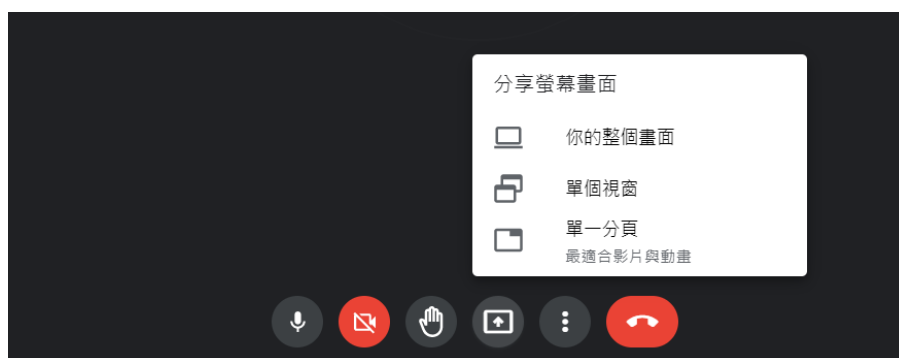 分享螢幕畫面
你的整個畫面
單個視窗
單一分頁
最適合影片與動畫